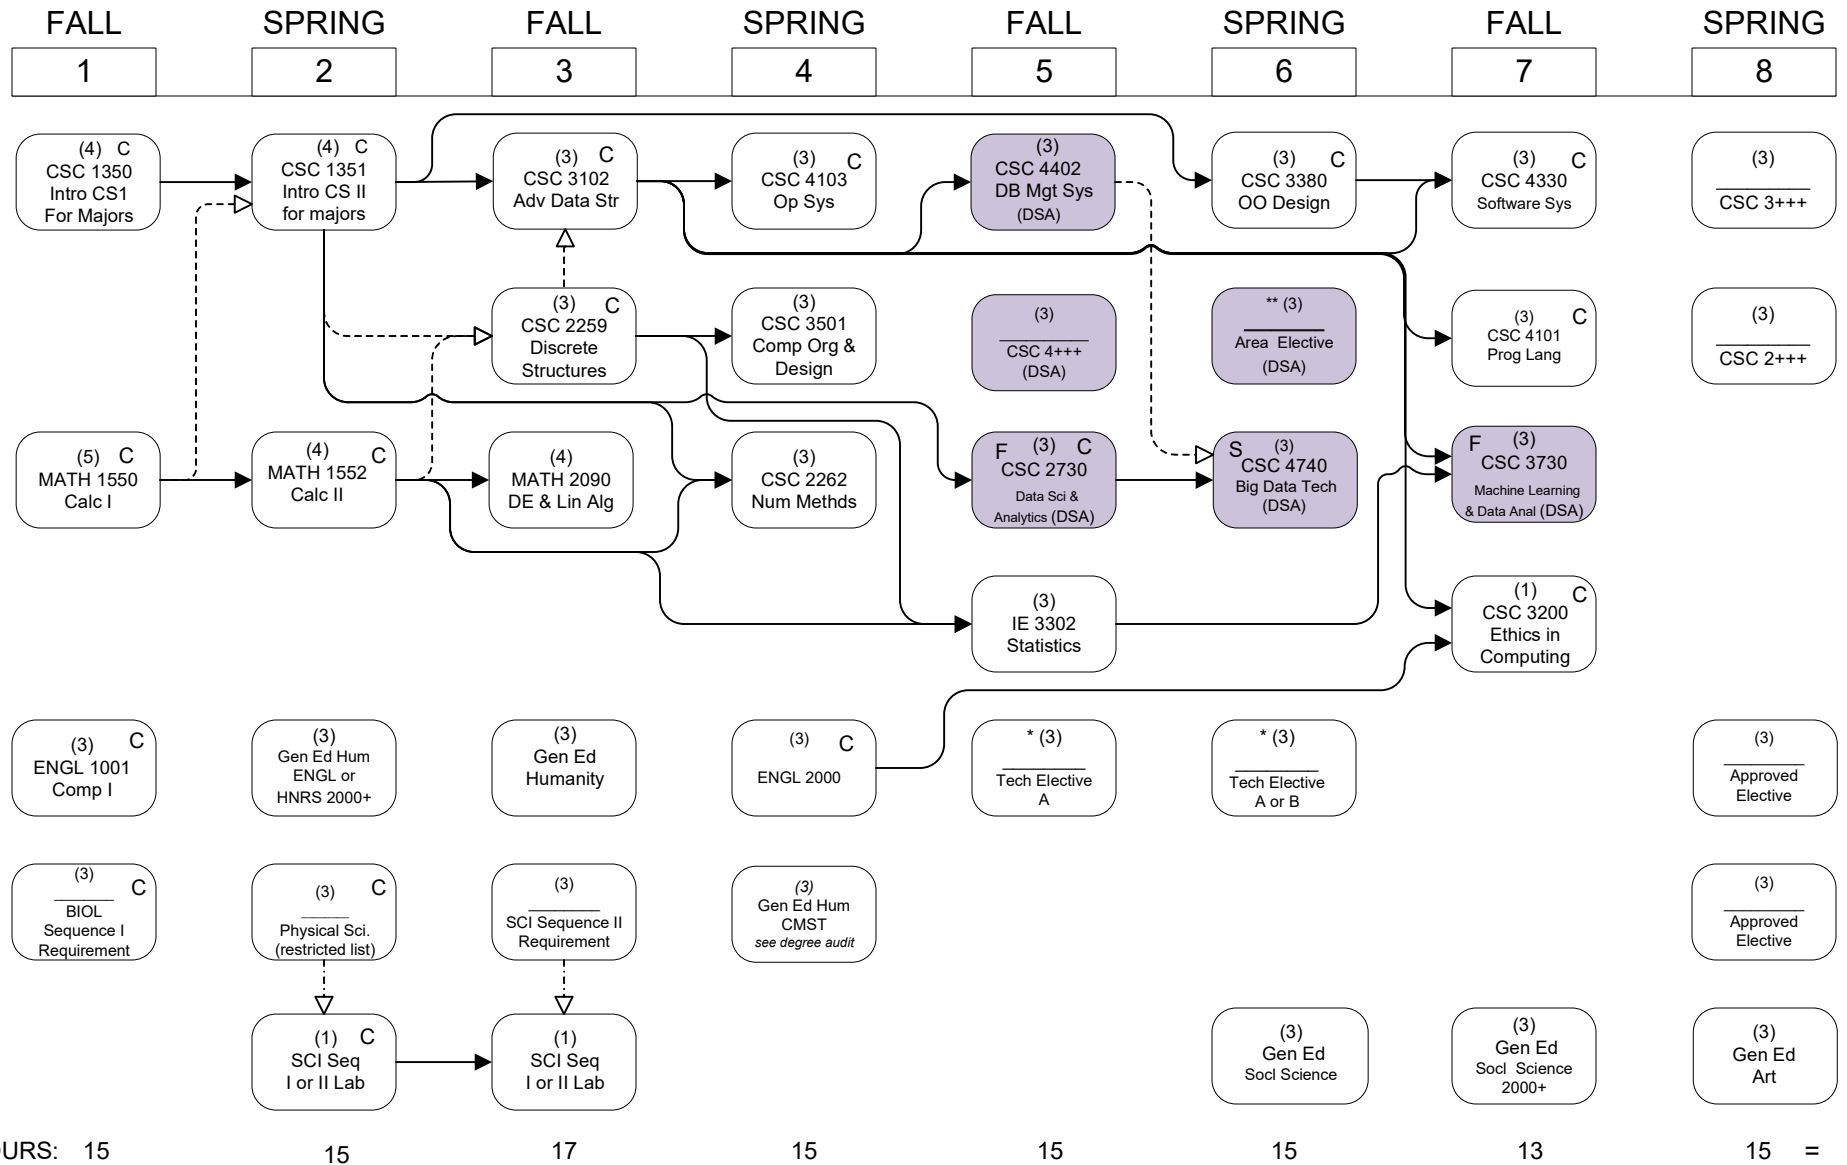 FALL
SPRING
FALL
SPRING
FALL
SPRING
FALL
SPRING
1
2
3
4
5
6
7
8
(4) C
CSC 1350
Intro CS1
For Majors
(4) C
CSC 1351
Intro CS II
for majors
(3) C
CSC 3102
Adv Data Str
(3) C
CSC 4103
Op Sys
(3)
CSC 4402
DB Mgt Sys
(DSA)
(3) C
CSC 3380
OO Design
(3) C
CSC 4330
Software Sys
(3)
CSC 3+++
(3) C
CSC 2259
Discrete
Structures
(3)
CSC 3501
Comp Org &
Design
(3)
CSC 4+++
(DSA)
** (3)
Area Elective
(DSA)
(3) C
CSC 4101
Prog Lang
(3)
CSC 2+++
(5) C
MATH 1550
Calc I
(4) C
MATH 1552
Calc II
(4)
MATH 2090
DE & Lin Alg
(3)
CSC 2262
Num Methds
F (3) C
CSC 2730
Data Sci &
Analytics (DSA)
S (3)
CSC 4740
Big Data Tech
(DSA)
F (3)
CSC 3730
Machine Learning
& Data Anal (DSA)
(3)
IE 3302
Statistics
(1) C
CSC 3200
Ethics in
Computing
(3) C
ENGL 1001
Comp I
(3)
Gen Ed Hum
ENGL or
HNRS 2000+
(3)
Gen Ed
Humanity
(3) C
ENGL 2000
* (3)
Tech Elective
A
* (3)
Tech Elective
A or B
(3)
Approved
Elective
(3) C
BIOL
Sequence I
Requirement
(3) C
Physical Sci.
(restricted list)
(3)
SCI Sequence II
Requirement
(3)
Gen Ed Hum
CMST
see degree audit
(3)
Approved
Elective
(1) C
SCI Seq
I or II Lab
(1)
SCI Seq
I or II Lab
(3)
Gen Ed
Socl Science
(3)
Gen Ed
Socl Science
2000+
(3)
Gen Ed
Art
OURS: 15 15 17 15 15 15 13 15 =